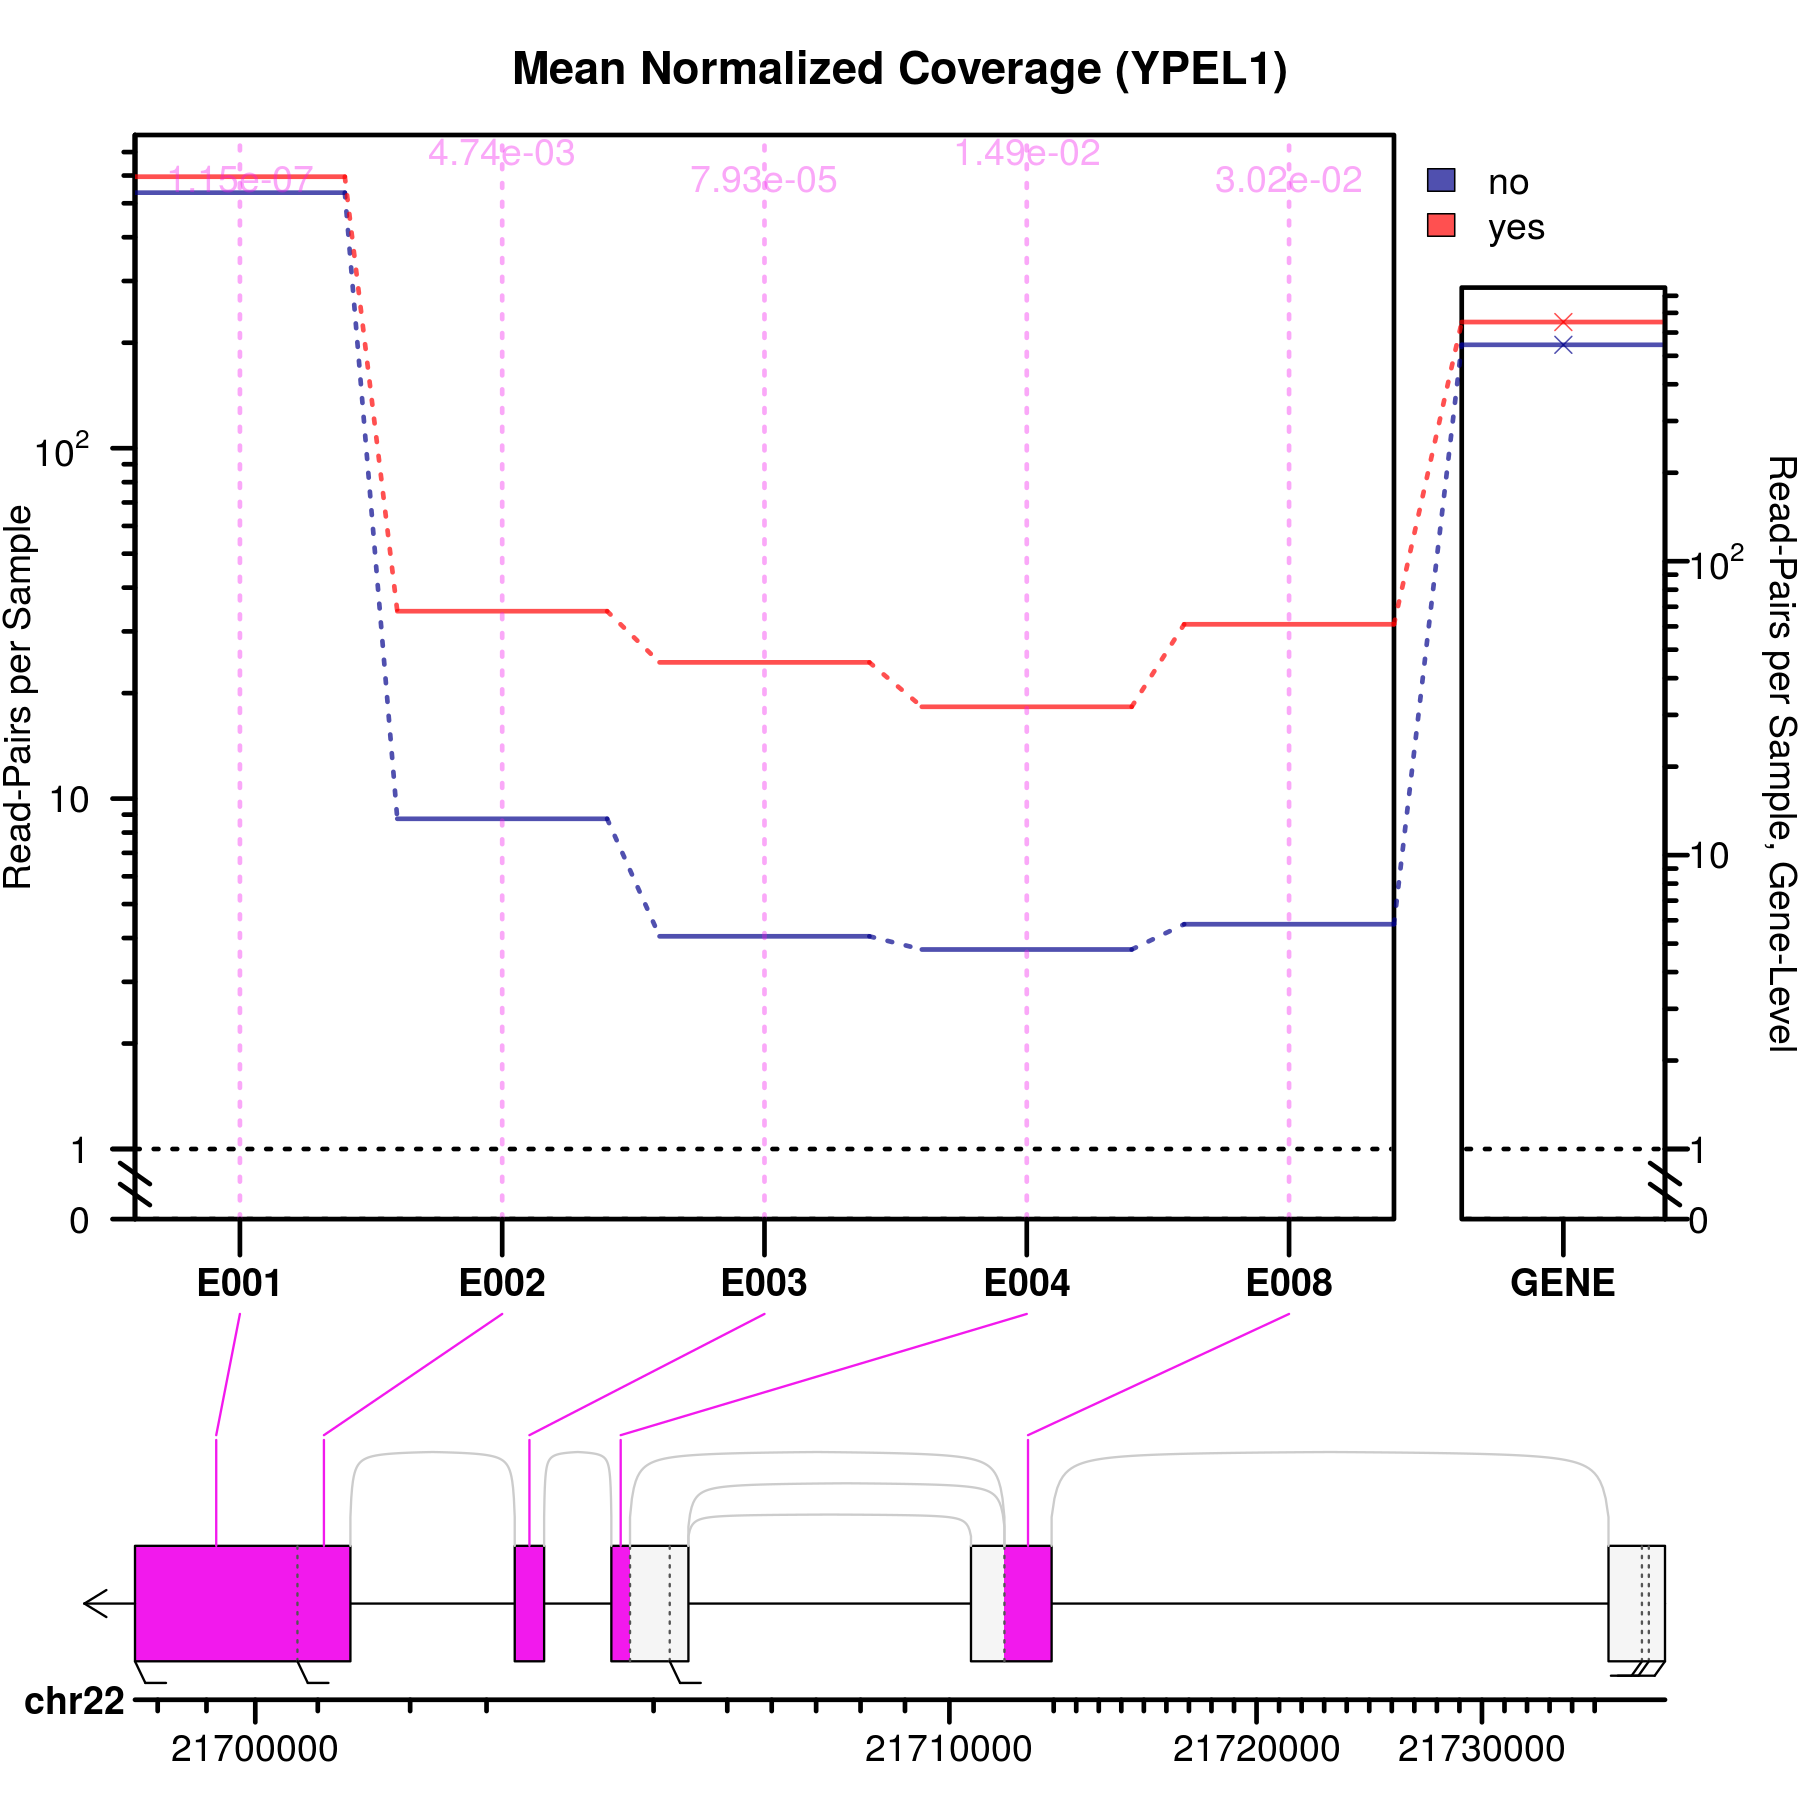 Mean Normalized Coverage (YPEL1)
1.15e-07
4.74e-03
7.93e-05
1.49e-02
3.02e-02
no
yes
Read-Pairs per Sample
10²
10
1
0
Read-Pairs per Sample, Gene-Level
10²
10
1
0
E001 E002 E003 E004 E008 GENE
chr22
21700000 21710000 21720000 21730000